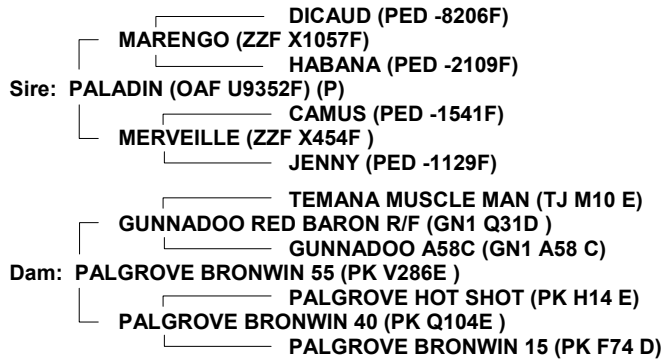 DICAUD (PED -8206F)
MARENGO (ZZF X1057F)
HABANA (PED -2109F)
Sire: PALADIN (OAF U9352F) (P)
CAMUS (PED -1541F)
MERVEILLE (ZZF X454F )
JENNY (PED -1129F)
TEMANA MUSCLE MAN (TJ M10 E)
GUNNADOO RED BARON R/F (GN1 Q31D )
GUNNADOO A58C (GN1 A58 C)
Dam: PALGROVE BRONWIN 55 (PK V286E )
PALGROVE HOT SHOT (PK H14 E)
PALGROVE BRONWIN 40 (PK Q104E )
PALGROVE BRONWIN 15 (PK F74 D)